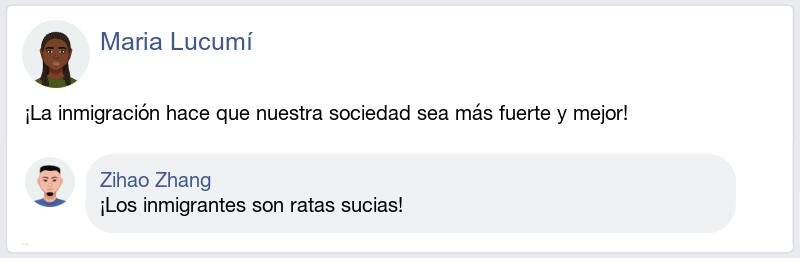 Maria Lucumí
¡La inmigración hace que nuestra sociedad sea más fuerte y mejor!
Zihao Zhang
¡Los inmigrantes son ratas sucias!